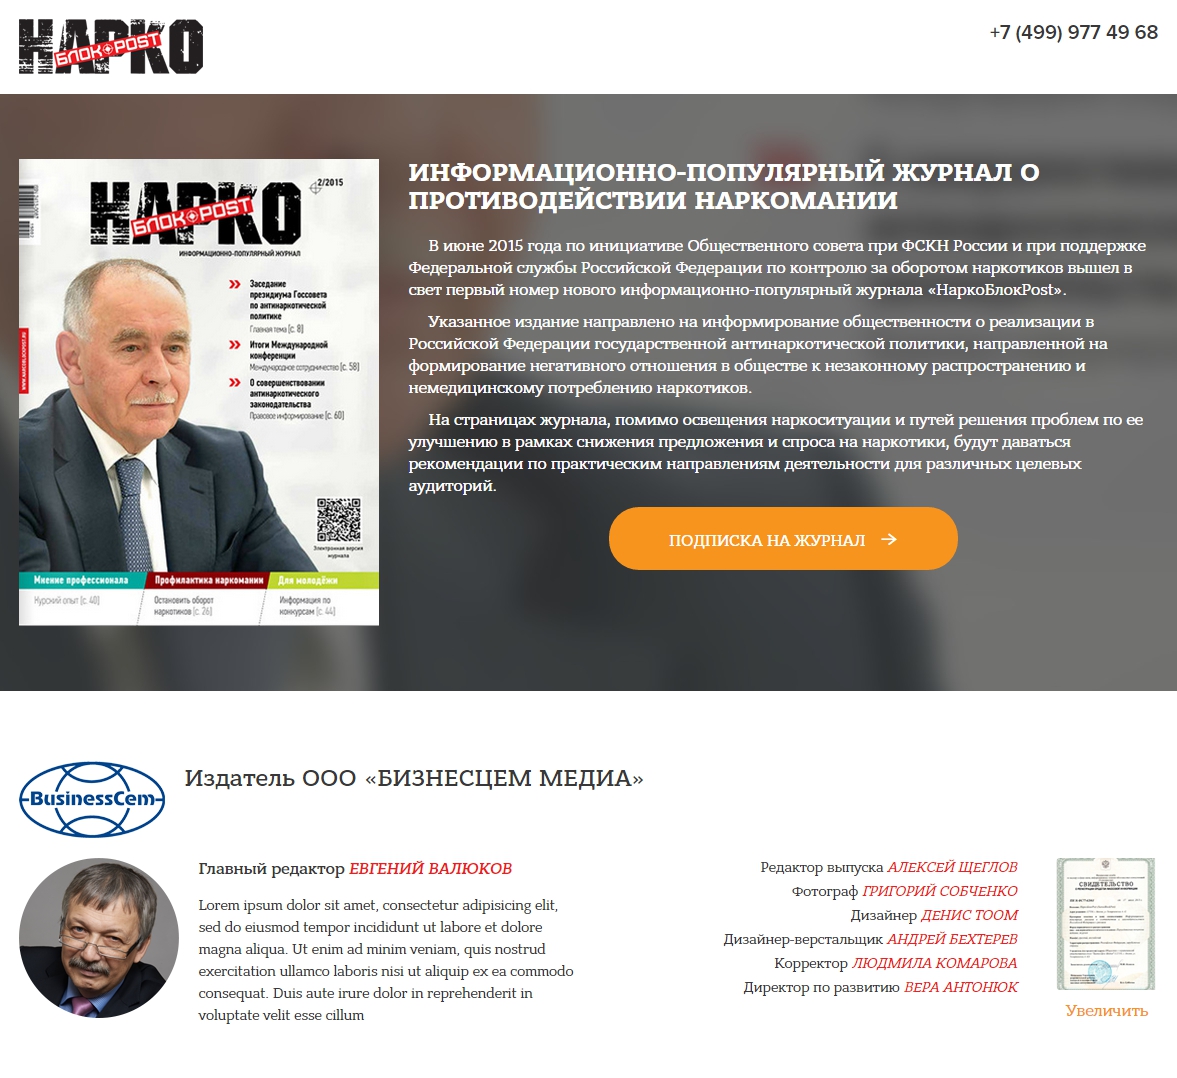 НАРКО
БЛОК POST
+7 (499) 977 49 68
2/2015
НАРКО
БЛОК POST
ИНФОРМАЦИОННО-ПОПУЛЯРНЫЙ ЖУРНАЛ
Заседание
президиума Госсовета
по антинаркотической
политике
Главная тема [с. 8]
Итоги Международной
конференции
Международное сотрудничество [с. 58]
О совершенствовании
антинаркотического
законодательства
Правовое информирование [с. 60]
Электронная версия
журнала
Мнение профессионала
Курский опыт [с. 40]
Профилактика наркомании
Остановить оборот
наркотиков [с. 26]
Для молодёжи
Информация по
конкурсам [с. 44]
ИНФОРМАЦИОННО-ПОПУЛЯРНЫЙ ЖУРНАЛ О
ПРОТИВОДЕЙСТВИИ НАРКОМАНИИ
В июне 2015 года по инициативе Общественного совета при ФСКН России и при поддержке
Федеральной службы Российской Федерации по контролю за оборотом наркотиков вышел в
свет первый номер нового информационно-популярный журнала «НаркоБлокPost».
Указанное издание направлено на информирование общественности о реализации в
Российской Федерации государственной антинаркотической политики, направленной на
формирование негативного отношения в обществе к незаконному распространению и
немедицинскому потреблению наркотиков.
На страницах журнала, помимо освещения наркоситуации и путей решения проблем по ее
улучшению в рамках снижения предложения и спроса на наркотики, будут даваться
рекомендации по практическим направлениям деятельности для различных целевых
аудиторий.
ПОДПИСКА НА ЖУРНАЛ →
BusinessCem
Издатель ООО «БИЗНЕСЦЕМ МЕДИА»
Главный редактор ЕВГЕНИЙ ВАЛЮКОВ
Lorem ipsum dolor sit amet, consectetur adipisicing elit,
sed do eiusmod tempor incididunt ut labore et dolore
magna aliqua. Ut enim ad minim veniam, quis nostrud
exercitation ullamco laboris nisi ut aliquip ex ea commodo
consequat. Duis aute irure dolor in reprehenderit in
voluptate velit esse cillum
Редактор выпуска АЛЕКСЕЙ ЩЕГЛОВ
Фотограф ГРИГОРИЙ СОБЧЕНКО
Дизайнер ДЕНИС ТООМ
Дизайнер-верстальщик АНДРЕЙ БЕХТЕРЕВ
Корректор ЛЮДМИЛА КОМАРОВА
Директор по развитию ВЕРА АНТОНЮК
СВИДЕТЕЛЬСТВО
Увеличить